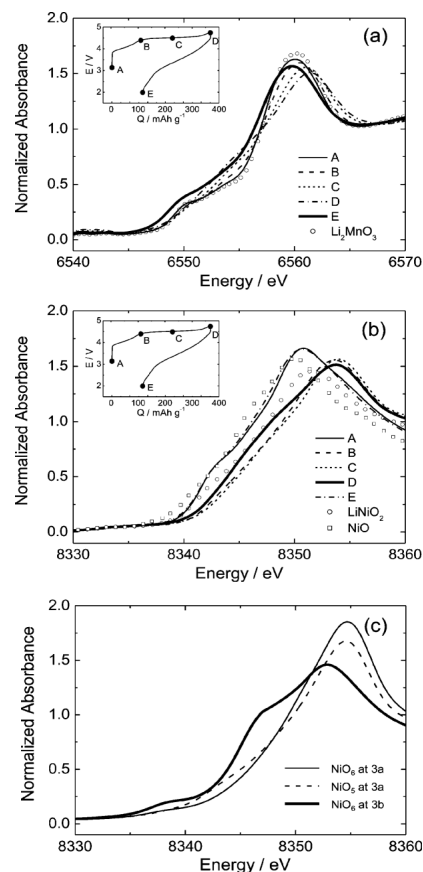 (a)
E / V
5
4
3
2
0 100 200 300 400
Q / mAh g⁻¹
A
B
C
D
E
Normalized Absorbance
2.0
1.5
1.0
0.5
0.0
A
B
C
D
E
Li₂MnO₃
6540 6550 6560 6570
Energy / eV
(b)
E / V
5
4
3
2
0 100 200 300 400
Q / mAh g⁻¹
A
B
C
D
E
Normalized Absorbance
2.0
1.5
1.0
0.5
0.0
A
B
C
D
E
LiNiO₂
NiO
8330 8340 8350 8360
Energy / eV
(c)
Normalized Absorbance
2.0
1.5
1.0
0.5
0.0
NiO₆ at 3a
NiO₅ at 3a
NiO₆ at 3b
8330 8340 8350 8360
Energy / eV